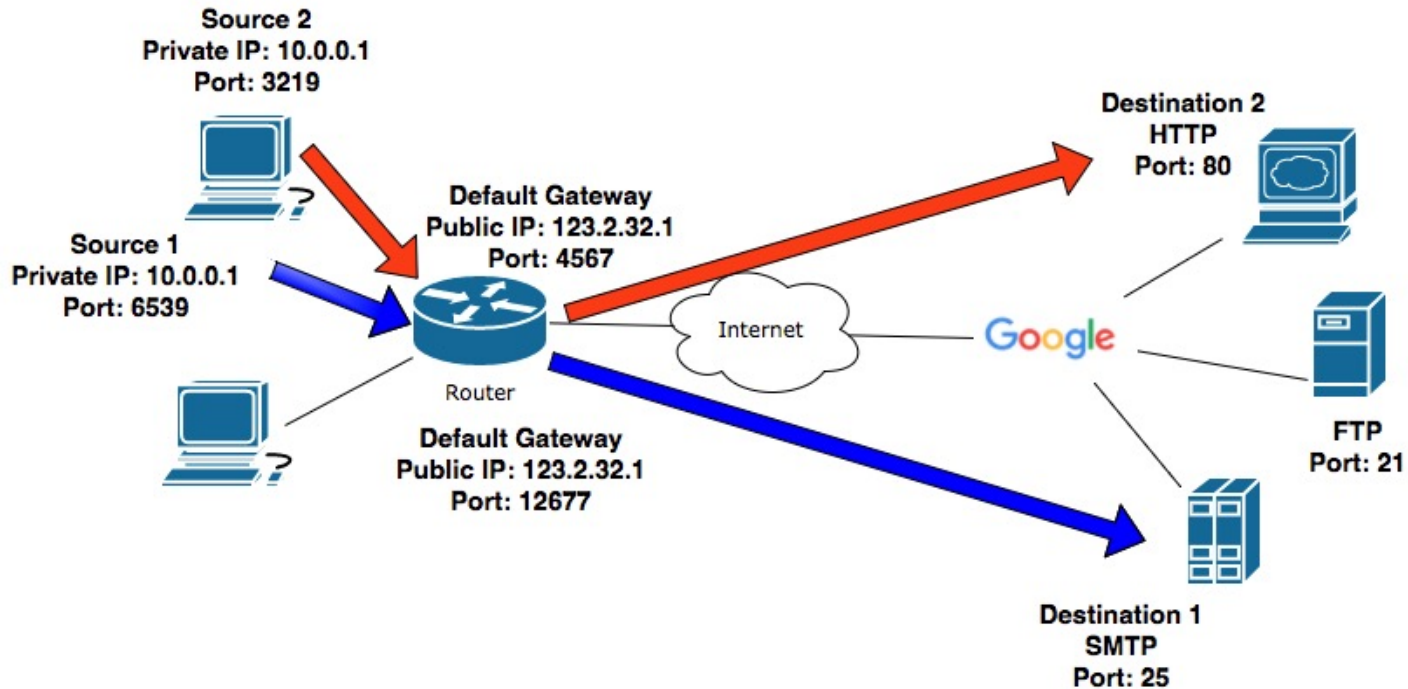 Source 2
Private IP: 10.0.0.1
Port: 3219
Source 1
Private IP: 10.0.0.1
Port: 6539
Default Gateway
Public IP: 123.2.32.1
Port: 4567
Router
Default Gateway
Public IP: 123.2.32.1
Port: 12677
Internet
Google
Destination 2
HTTP
Port: 80
FTP
Port: 21
Destination 1
SMTP
Port: 25